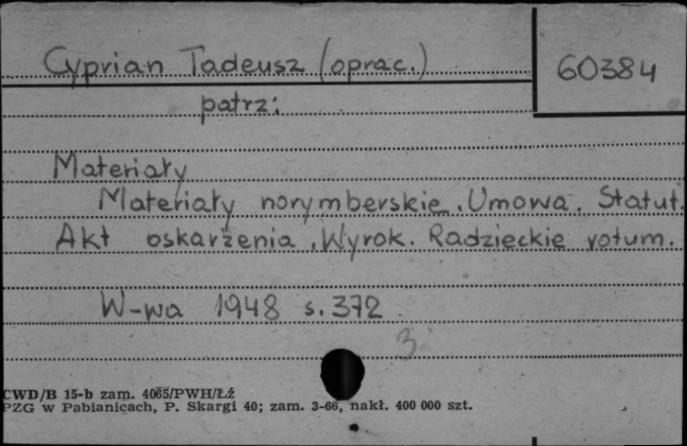 Cyprian Tadeusz (oprac.)
60384
patrz:
Materiały
Materiały norymberskie. Umowa. Statut.
Akt oskarżenia. Wyrok. Radzieckie votum.
W-wa 1948 s. 372
3
CWD/B 15-b zam. 4065/PWH/Łź
PZG w Pabianicach, P. Skargi 40; zam. 3-66, nakł. 400 000 szt.